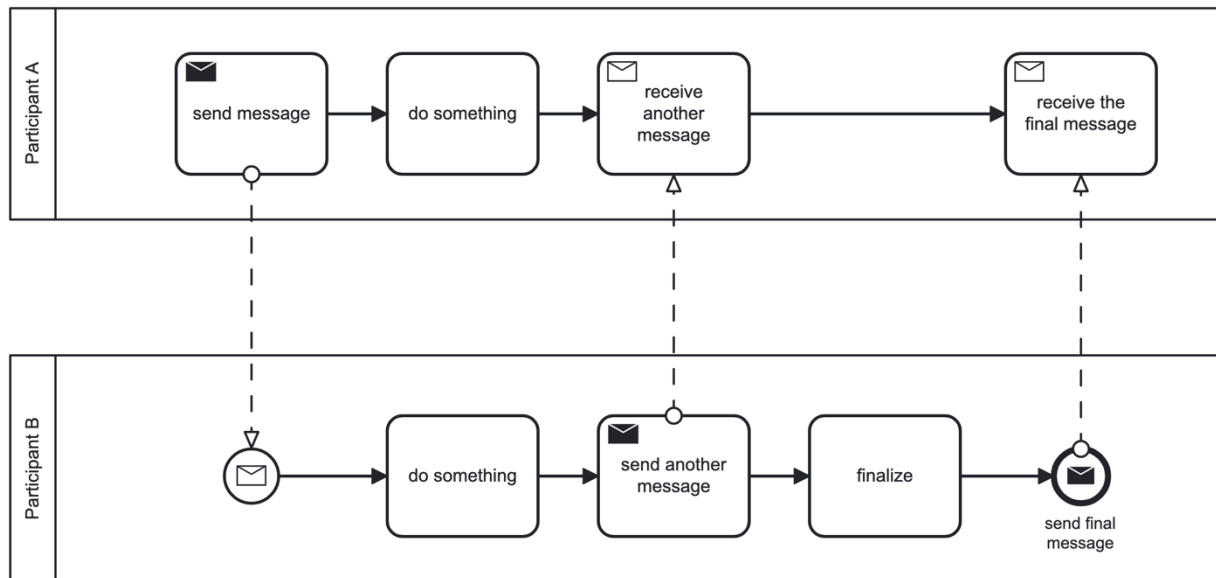 Participant A
send message
do something
receive
another
message
receive the
final message
Participant B
do something
send another
message
finalize
send final
message